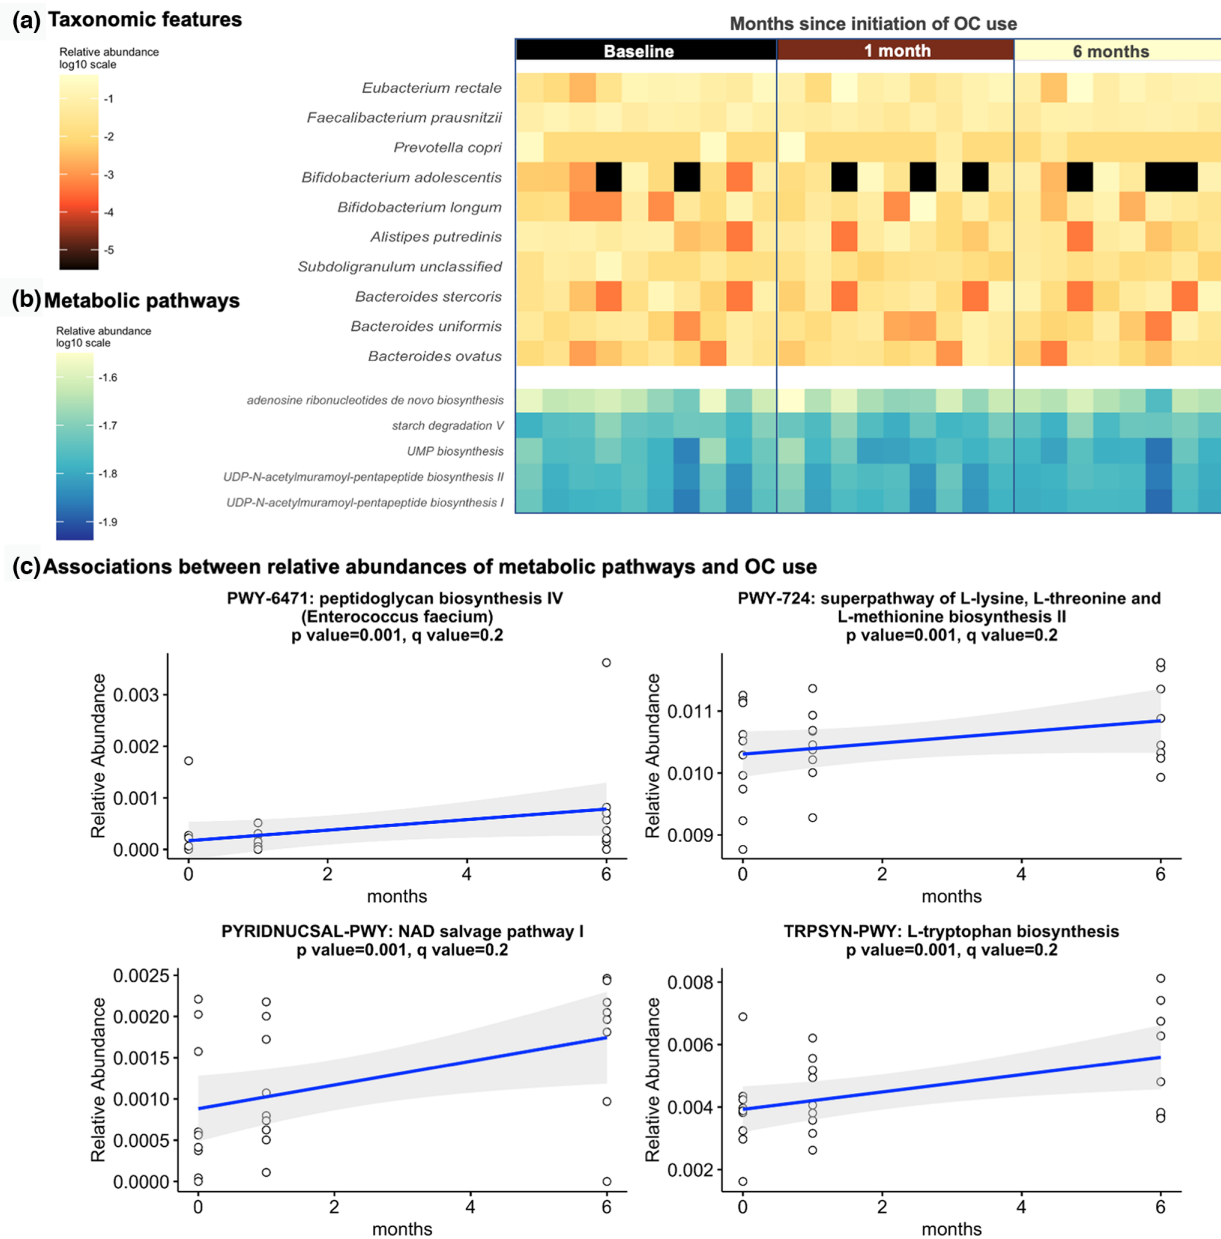 (a) Taxonomic features
Relative abundance
log10 scale
-1
-2
-3
-4
-5
Months since initiation of OC use
Baseline
1 month
6 months
Eubacterium rectale
Faecalibacterium prausnitzii
Prevotella copri
Bifidobacterium adolescentis
Bifidobacterium longum
Alistipes putredinis
Subdoligranulum unclassified
Bacteroides stercoris
Bacteroides uniformis
Bacteroides ovatus
(b) Metabolic pathways
Relative abundance
log10 scale
-1.6
-1.7
-1.8
-1.9
adenosine ribonucleotides de novo biosynthesis
starch degradation V
UMP biosynthesis
UDP-N-acetylmuramoyl-pentapeptide biosynthesis II
UDP-N-acetylmuramoyl-pentapeptide biosynthesis I
(c) Associations between relative abundances of metabolic pathways and OC use
PWY-6471: peptidoglycan biosynthesis IV
(Enterococcus faecium)
p value=0.001, q value=0.2
Relative Abundance
0.003
0.002
0.001
0.000
0 2 4 6
months
PWY-724: superpathway of L-lysine, L-threonine and
L-methionine biosynthesis II
p value=0.001, q value=0.2
Relative Abundance
0.011
0.010
0.009
0 2 4 6
months
PYRIDNUCSAL-PWY: NAD salvage pathway I
p value=0.001, q value=0.2
Relative Abundance
0.0025
0.0020
0.0015
0.0010
0.0005
0.0000
0 2 4 6
months
TRPSYN-PWY: L-tryptophan biosynthesis
p value=0.001, q value=0.2
Relative Abundance
0.008
0.006
0.004
0.002
0 2 4 6
months